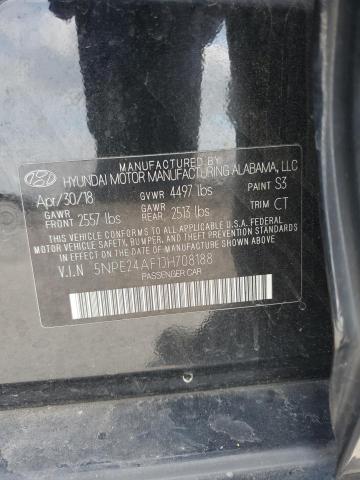 MANUFACTURED BY
HYUNDAI MOTOR MANUFACTURING ALABAMA, LLC
Apr/30/18 GVWR 4497 lbs PAINT S3
GAWR FRONT 2557 lbs GAWR REAR 2513 lbs TRIM CT
THIS VEHICLE CONFORMS TO ALL APPLICABLE U.S.A. FEDERAL
MOTOR VEHICLE SAFETY, BUMPER, AND THEFT PREVENTION STANDARDS
IN EFFECT ON THE DATE OF MANUFACTURE SHOWN ABOVE.
V.I.N 5NPE24AF1JH708188
PASSENGER CAR